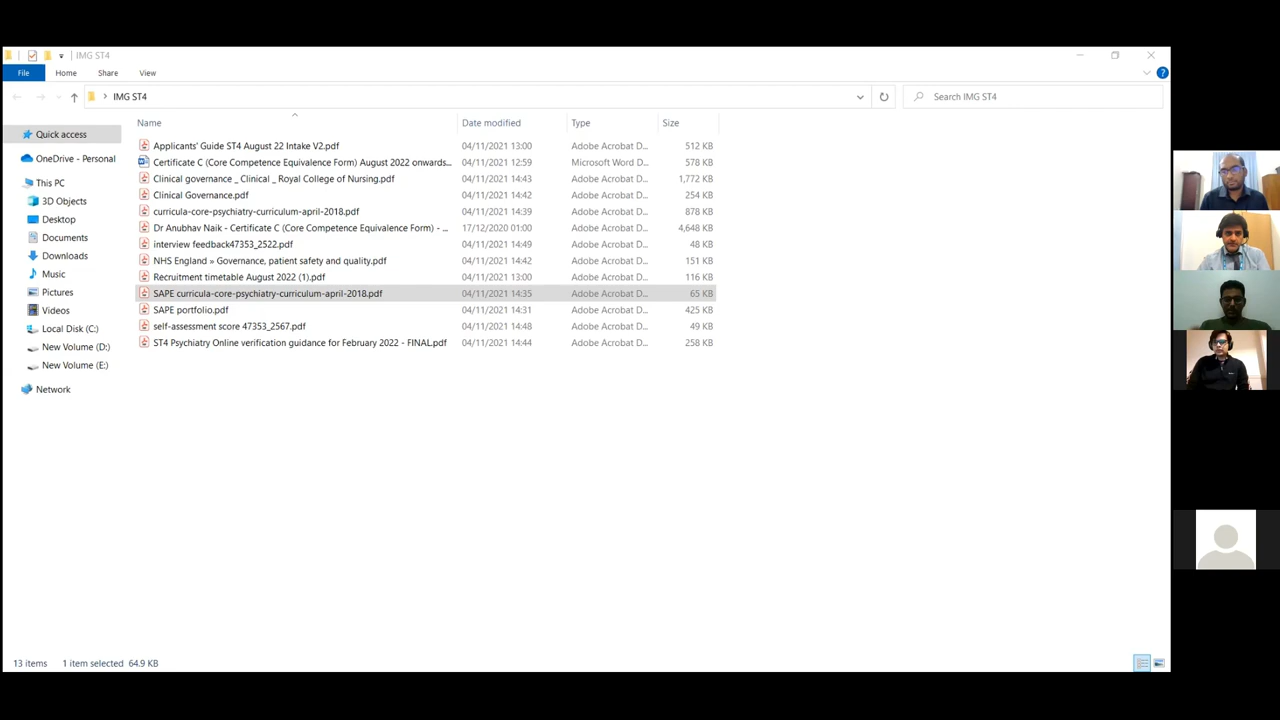 IMG ST4
File Home Share View
IMG ST4
Search IMG ST4
Name Date modified Type Size
Quick access
OneDrive - Personal
This PC
3D Objects
Desktop
Documents
Downloads
Music
Pictures
Videos
Local Disk (C:)
New Volume (D:)
New Volume (E:)
Network
Applicants' Guide ST4 August 22 Intake V2.pdf 04/11/2021 13:00 Adobe Acrobat D... 512 KB
Certificate C (Core Competence Equivalence Form) August 2022 onwards... 04/11/2021 12:59 Microsoft Word D... 578 KB
Clinical governance _ Clinical _ Royal College of Nursing.pdf 04/11/2021 14:43 Adobe Acrobat D... 1,772 KB
Clinical Governance.pdf 04/11/2021 14:42 Adobe Acrobat D... 254 KB
curricula-core-psychiatry-curriculum-april-2018.pdf 04/11/2021 14:39 Adobe Acrobat D... 878 KB
Dr Anubhav Naik - Certificate C (Core Competence Equivalence Form) - ... 17/12/2020 01:00 Adobe Acrobat D... 4,648 KB
interview feedback47353_2522.pdf 04/11/2021 14:49 Adobe Acrobat D... 48 KB
NHS England » Governance, patient safety and quality.pdf 04/11/2021 14:42 Adobe Acrobat D... 151 KB
Recruitment timetable August 2022 (1).pdf 04/11/2021 13:00 Adobe Acrobat D... 116 KB
SAPE curricula-core-psychiatry-curriculum-april-2018.pdf 04/11/2021 14:35 Adobe Acrobat D... 65 KB
SAPE portfolio.pdf 04/11/2021 14:31 Adobe Acrobat D... 425 KB
self-assessment score 47353_2567.pdf 04/11/2021 14:48 Adobe Acrobat D... 49 KB
ST4 Psychiatry Online verification guidance for February 2022 - FINAL.pdf 04/11/2021 14:44 Adobe Acrobat D... 258 KB
13 items 1 item selected 64.9 KB